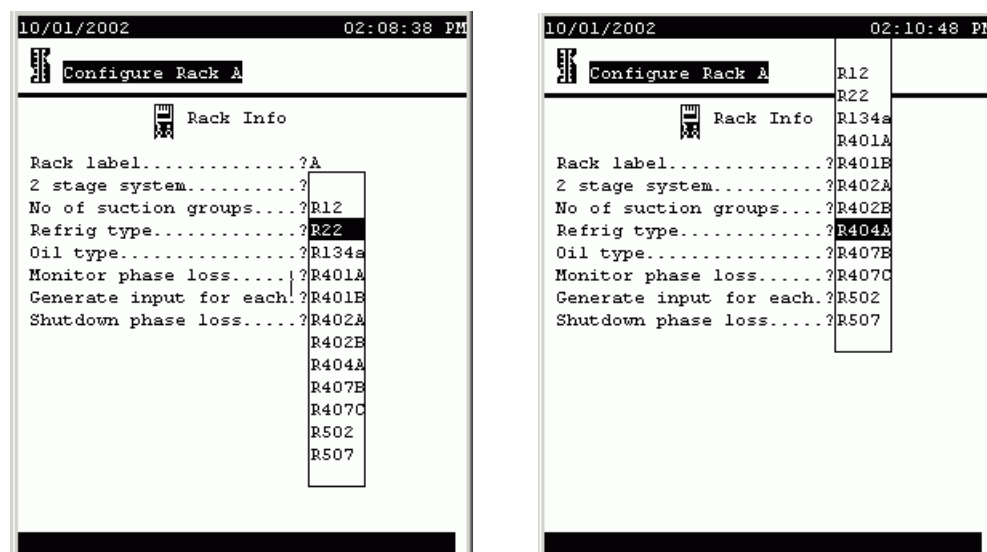 10/01/2002 02:08:38 PM
Configure Rack A
Rack Info
Rack label..............?A
2 stage system..........?
No of suction groups....?R12
Refrig type.............?R22
Oil type................?R134a
Monitor phase loss.....¦?R401A
Generate input for each.?R401B
Shutdown phase loss.....?R402A
R402B
R404A
R407B
R407C
R502
R507
10/01/2002 02:10:48 PM
Configure Rack A
R12
R22
Rack Info R134a
R401A
Rack label..............?R401B
2 stage system..........?R402A
No of suction groups....?R402B
Refrig type.............?R404A
Oil type................?R407B
Monitor phase loss......?R407C
Generate input for each.?R502
Shutdown phase loss.....?R507